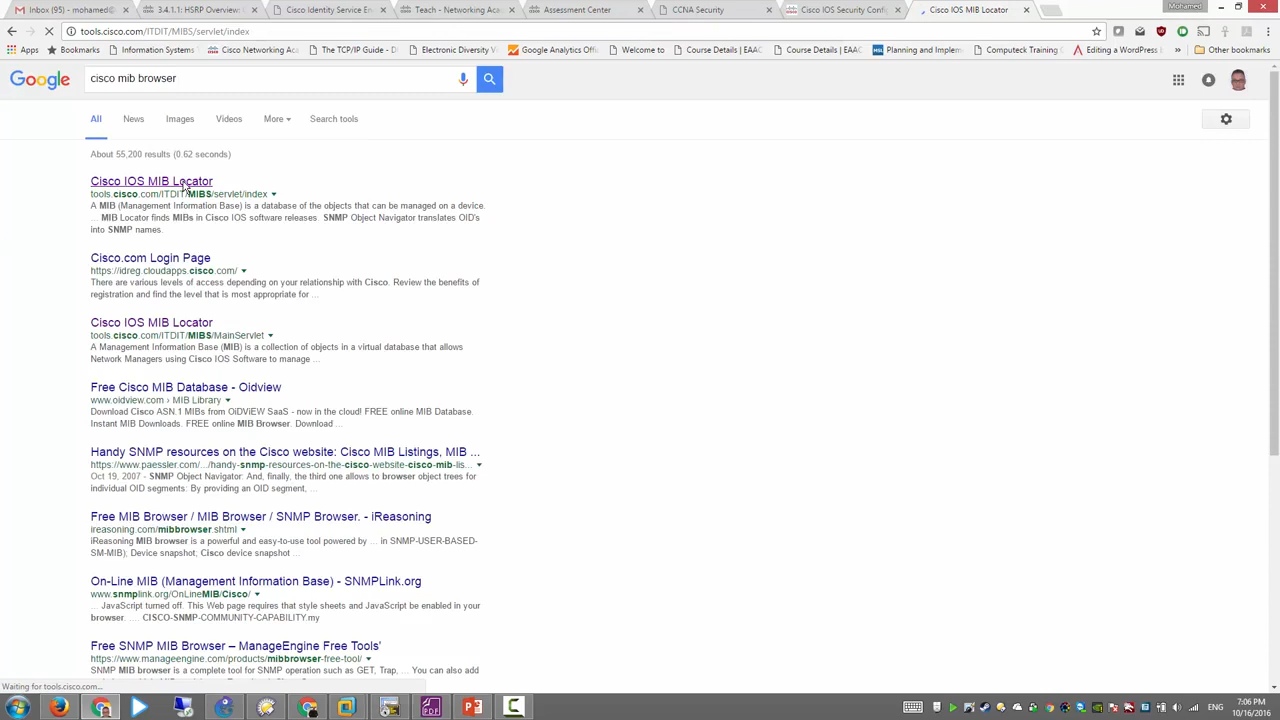 Inbox (95) - mohamed@
3.4.1.1: HSRP Overview
Cisco Identity Service En
Teach - Networking Aca
Assessment Center
CCNA Security
Cisco IOS Security Confi
Cisco IOS MIB Locator
Mohamed
tools.cisco.com/ITDIT/MIBS/servlet/index
Apps
Bookmark
Information Systems
Cisco Networking Aca
The TCP/IP Guide -
Electronic Diversity Vi
Google Analytics
Welcome to
Course Details | EAAC
Course Details | EAAC
Planning and Implem
Computeck Training
Editing a WordPress
Other bookmarks
Google
cisco mib browser
All News Images Videos More Search tools
About 55,200 results (0.62 seconds)
Cisco IOS MIB Locator
tools.cisco.com/ITDIT/MIBS/servlet/index
A MIB (Management Information Base) is a database of the objects that can be managed on a device.
... MIB Locator finds MIBs in Cisco IOS software releases. SNMP Object Navigator translates OID's
into SNMP names.
Cisco.com Login Page
https://idreg.cloudapps.cisco.com/
There are various levels of access depending on your relationship with Cisco. Review the benefits of
registration and find the level that is most appropriate for ...
Cisco IOS MIB Locator
tools.cisco.com/ITDIT/MIBS/MainServlet
A Management Information Base (MIB) is a collection of objects in a virtual database that allows
Network Managers using Cisco IOS Software to manage ...
Free Cisco MIB Database - Oidview
www.oidview.com › MIB Library
Download Cisco ASN.1 MIBs from OiDViEW SaaS - now in the cloud! FREE online MIB Database.
Instant MIB Downloads. FREE online MIB Browser. Download ...
Handy SNMP resources on the Cisco website: Cisco MIB Listings, MIB ...
https://www.paessler.com/.../handy-snmp-resources-on-the-cisco-website-cisco-mib-lis...
Oct 19, 2007 - SNMP Object Navigator: And, finally, the third one allows to browser object trees for
individual OID segments: By providing an OID segment, ...
Free MIB Browser / MIB Browser / SNMP Browser. - iReasoning
ireasoning.com/mibbrowser.shtml
iReasoning MIB browser is a powerful and easy-to-use tool powered by ... in SNMP-USER-BASED-
SM-MIB), Device snapshot; Cisco device snapshot ...
On-Line MIB (Management Information Base) - SNMPLink.org
www.snmplink.org/OnLineMIB/Cisco/
... JavaScript turned off. This Web page requires that style sheets and JavaScript be enabled in your
browser. .... CISCO-SNMP-COMMUNITY-CAPABILITY.my
Free SNMP MIB Browser – ManageEngine Free Tools'
https://www.manageengine.com/products/mibbrowser-free-tool/
SNMP MIB browser is a complete tool for SNMP operation such as GET, Trap, ... You can also add
Waiting for tools.cisco.com...
ENG
7:06 PM
10/16/2016